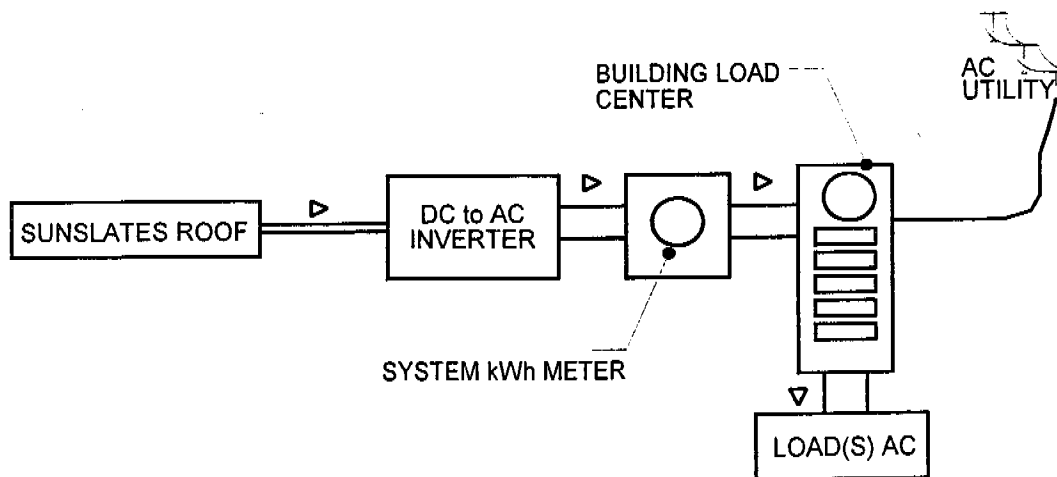 BUILDING LOAD
CENTER
AC
UTILITY
SUNSLATES ROOF
DC to AC
INVERTER
SYSTEM kWh METER
LOAD(S) AC